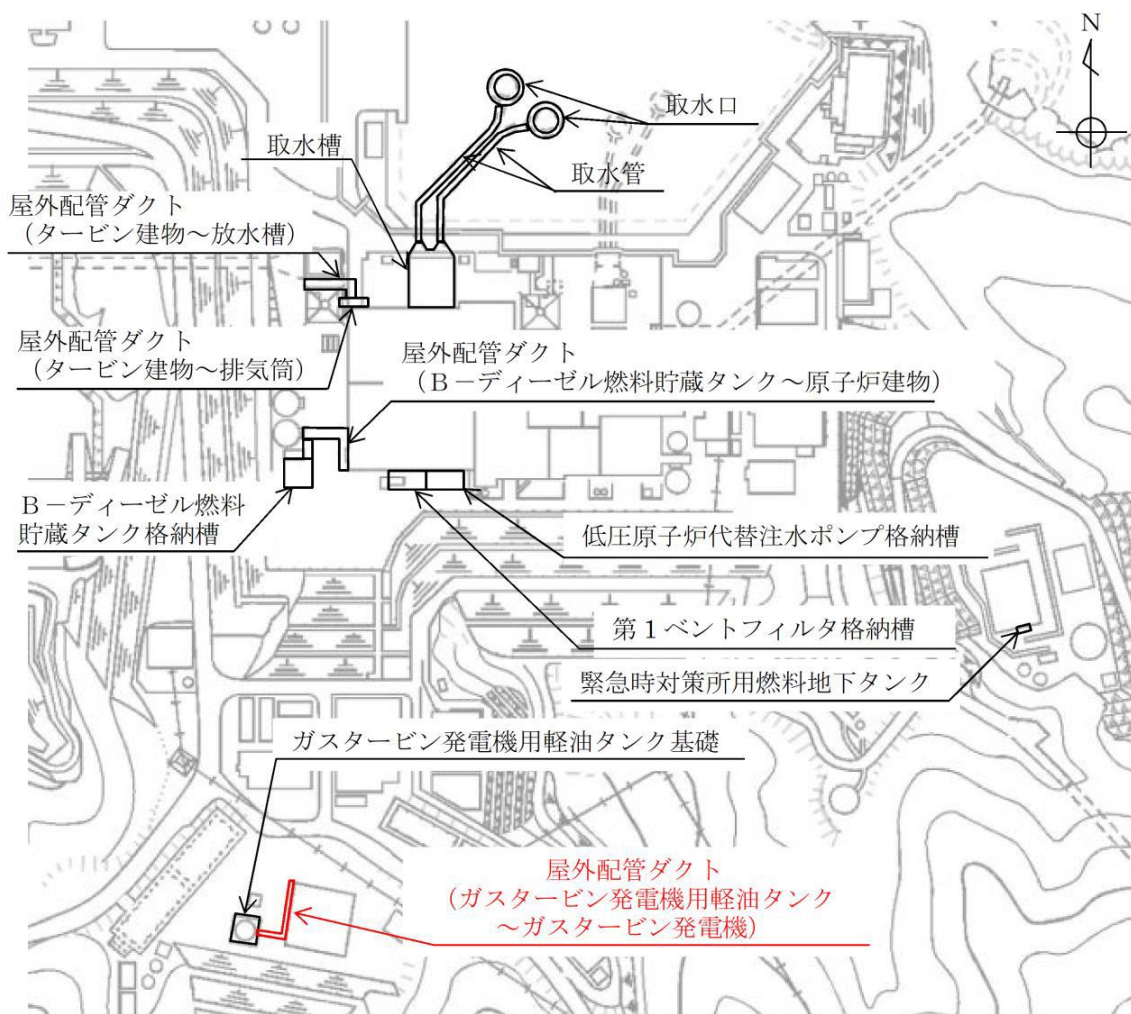 N
取水口
取水槽
取水管
屋外配管ダクト
（タービン建物～放水槽）
屋外配管ダクト
（タービン建物～排気筒）
屋外配管ダクト
（Ｂ－ディーゼル燃料貯蔵タンク～原子炉建物）
Ｂ－ディーゼル燃料
貯蔵タンク格納槽
低圧原子炉代替注水ポンプ格納槽
第１ベントフィルタ格納槽
緊急時対策所用燃料地下タンク
ガスタービン発電機用軽油タンク基礎
屋外配管ダクト
（ガスタービン発電機用軽油タンク
～ガスタービン発電機）